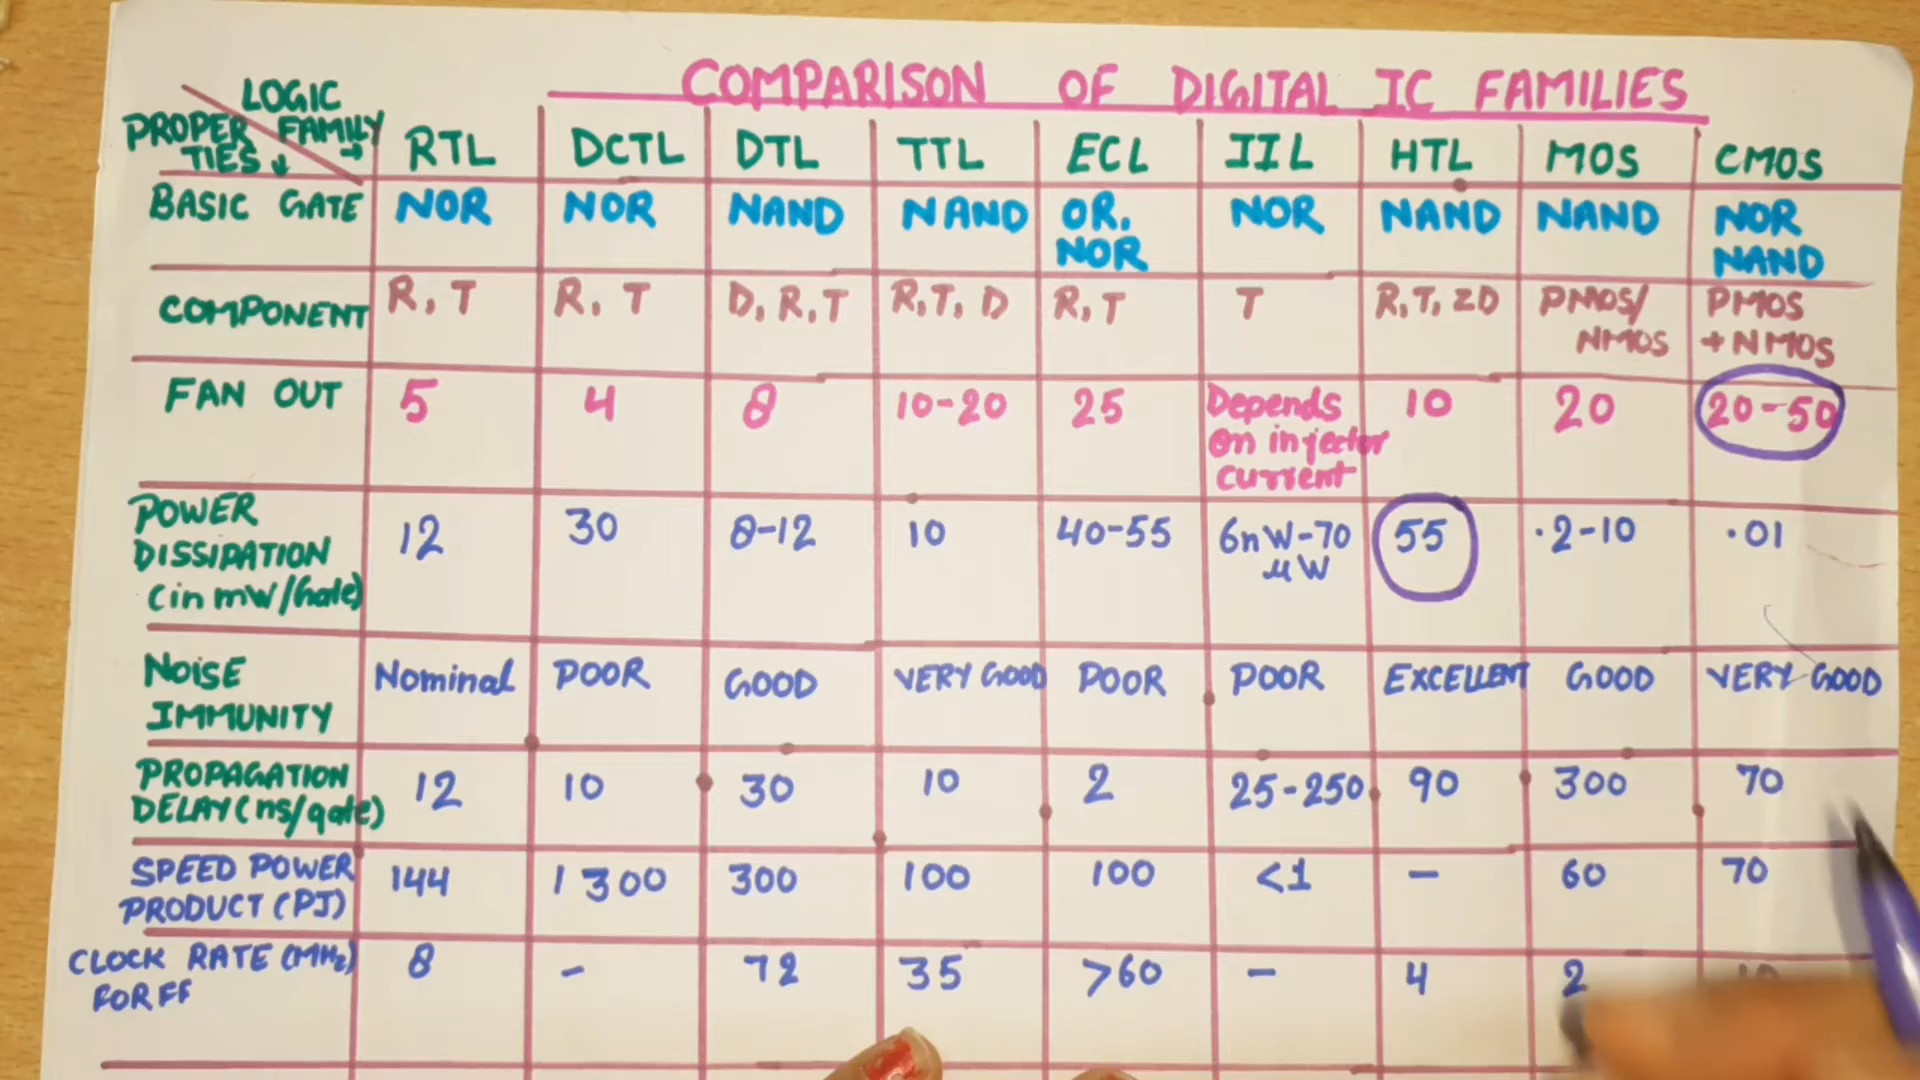 COMPARISON OF DIGITAL IC FAMILIES
LOGIC FAMILY →
PROPERTIES ↓
RTL DCTL DTL TTL ECL IIL HTL MOS CMOS
BASIC GATE NOR NOR NAND NAND OR, NOR NOR NAND NAND NOR NAND
COMPONENT R, T R, T D, R, T R, T, D R, T T R, T, ZD PMOS/NMOS PMOS + NMOS
FAN OUT 5 4 8 10-20 25 Depends on injector current 10 20 20-50
POWER DISSIPATION (in mW/Gate) 12 30 8-12 10 40-55 6nW-70 μW 55 .2-10 .01
NOISE IMMUNITY Nominal POOR GOOD VERY GOOD POOR POOR EXCELLENT GOOD VERY GOOD
PROPAGATION DELAY (ns/gate) 12 10 30 10 2 25-250 90 300 70
SPEED POWER PRODUCT (PJ) 144 1300 300 100 100 <1 - 60 70
CLOCK RATE (MHz) FOR FF 8 - 72 35 >60 - 4 2